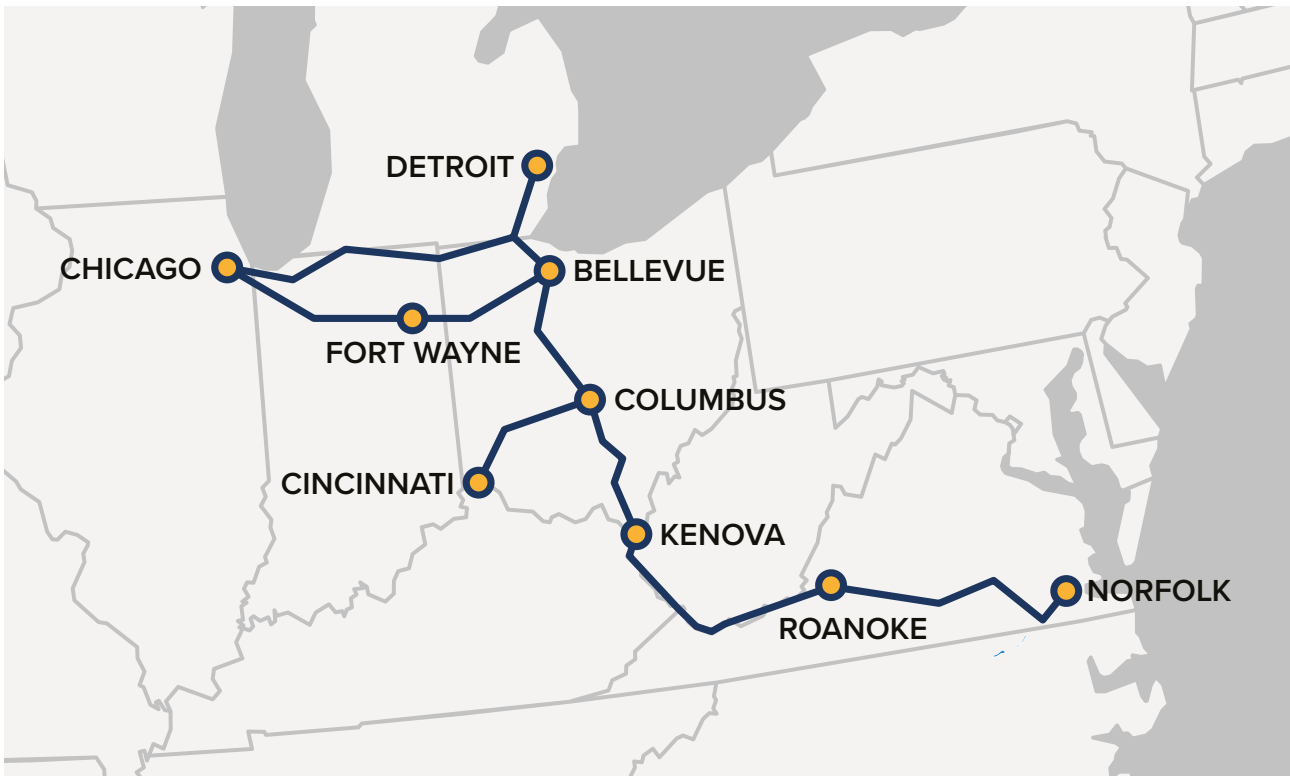 DETROIT
CHICAGO
BELLEVUE
FORT WAYNE
COLUMBUS
CINCINNATI
KENOVA
NORFOLK
ROANOKE